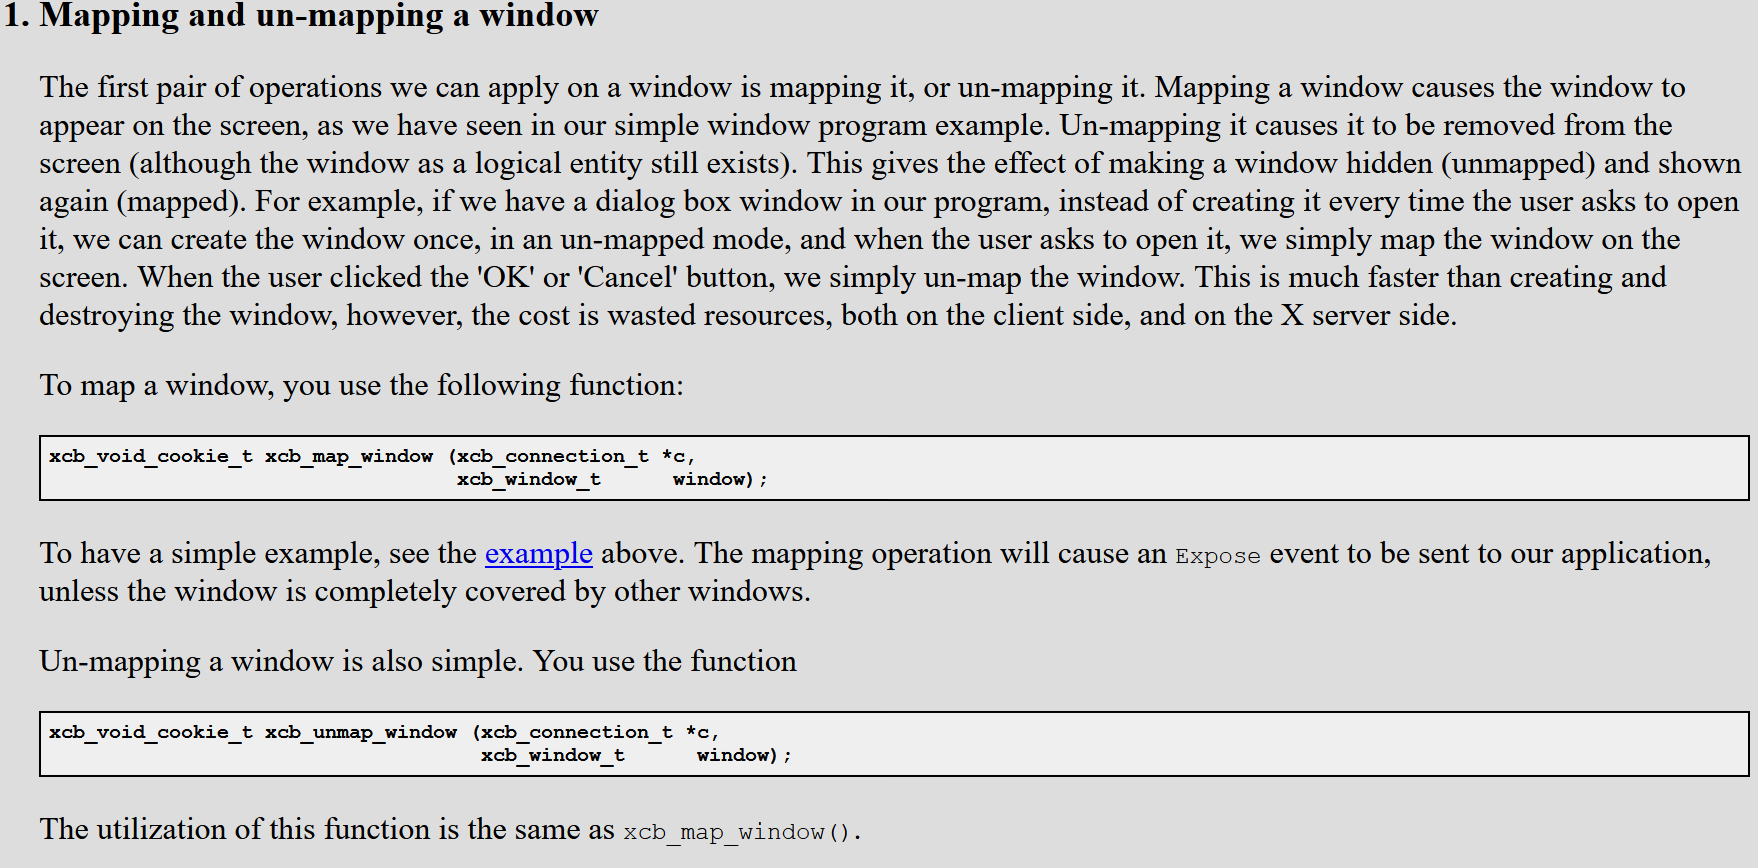 1. Mapping and un-mapping a window
The first pair of operations we can apply on a window is mapping it, or un-mapping it. Mapping a window causes the window to
appear on the screen, as we have seen in our simple window program example. Un-mapping it causes it to be removed from the
screen (although the window as a logical entity still exists). This gives the effect of making a window hidden (unmapped) and shown
again (mapped). For example, if we have a dialog box window in our program, instead of creating it every time the user asks to open
it, we can create the window once, in an un-mapped mode, and when the user asks to open it, we simply map the window on the
screen. When the user clicked the 'OK' or 'Cancel' button, we simply un-map the window. This is much faster than creating and
destroying the window, however, the cost is wasted resources, both on the client side, and on the X server side.
To map a window, you use the following function:
xcb_void_cookie_t xcb_map_window (xcb_connection_t *c,
                                  xcb_window_t      window);
To have a simple example, see the example above. The mapping operation will cause an Expose event to be sent to our application,
unless the window is completely covered by other windows.
Un-mapping a window is also simple. You use the function
xcb_void_cookie_t xcb_unmap_window (xcb_connection_t *c,
                                    xcb_window_t      window);
The utilization of this function is the same as xcb_map_window().